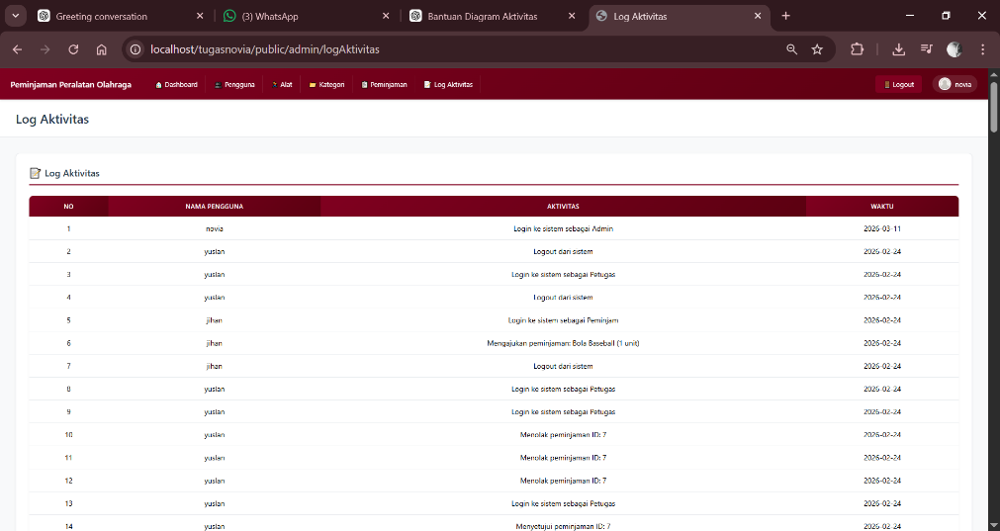 Greeting conversation
(3) WhatsApp
Bantuan Diagram Aktivitas
Log Aktivitas
localhost/tugasnovia/public/admin/logAktivitas
Peminjaman Peralatan Olahraga Dashboard Pengguna Alat Kategori Peminjaman Log Aktivitas Logout novia
Log Aktivitas
Log Aktivitas
NO NAMA PENGGUNA AKTIVITAS WAKTU
1 novia Login ke sistem sebagai Admin 2026-03-11
2 yuslan Logout dari sistem 2026-02-24
3 yuslan Login ke sistem sebagai Petugas 2026-02-24
4 yuslan Logout dari sistem 2026-02-24
5 jihan Login ke sistem sebagai Peminjam 2026-02-24
6 jihan Mengajukan peminjaman: Bola Baseball (1 unit) 2026-02-24
7 jihan Logout dari sistem 2026-02-24
8 yuslan Login ke sistem sebagai Petugas 2026-02-24
9 yuslan Login ke sistem sebagai Petugas 2026-02-24
10 yuslan Menolak peminjaman ID: 7 2026-02-24
11 yuslan Menolak peminjaman ID: 7 2026-02-24
12 yuslan Menolak peminjaman ID: 7 2026-02-24
13 yuslan Login ke sistem sebagai Petugas 2026-02-24
14 yuslan Menyetujui peminjaman ID: 7 2026-02-24